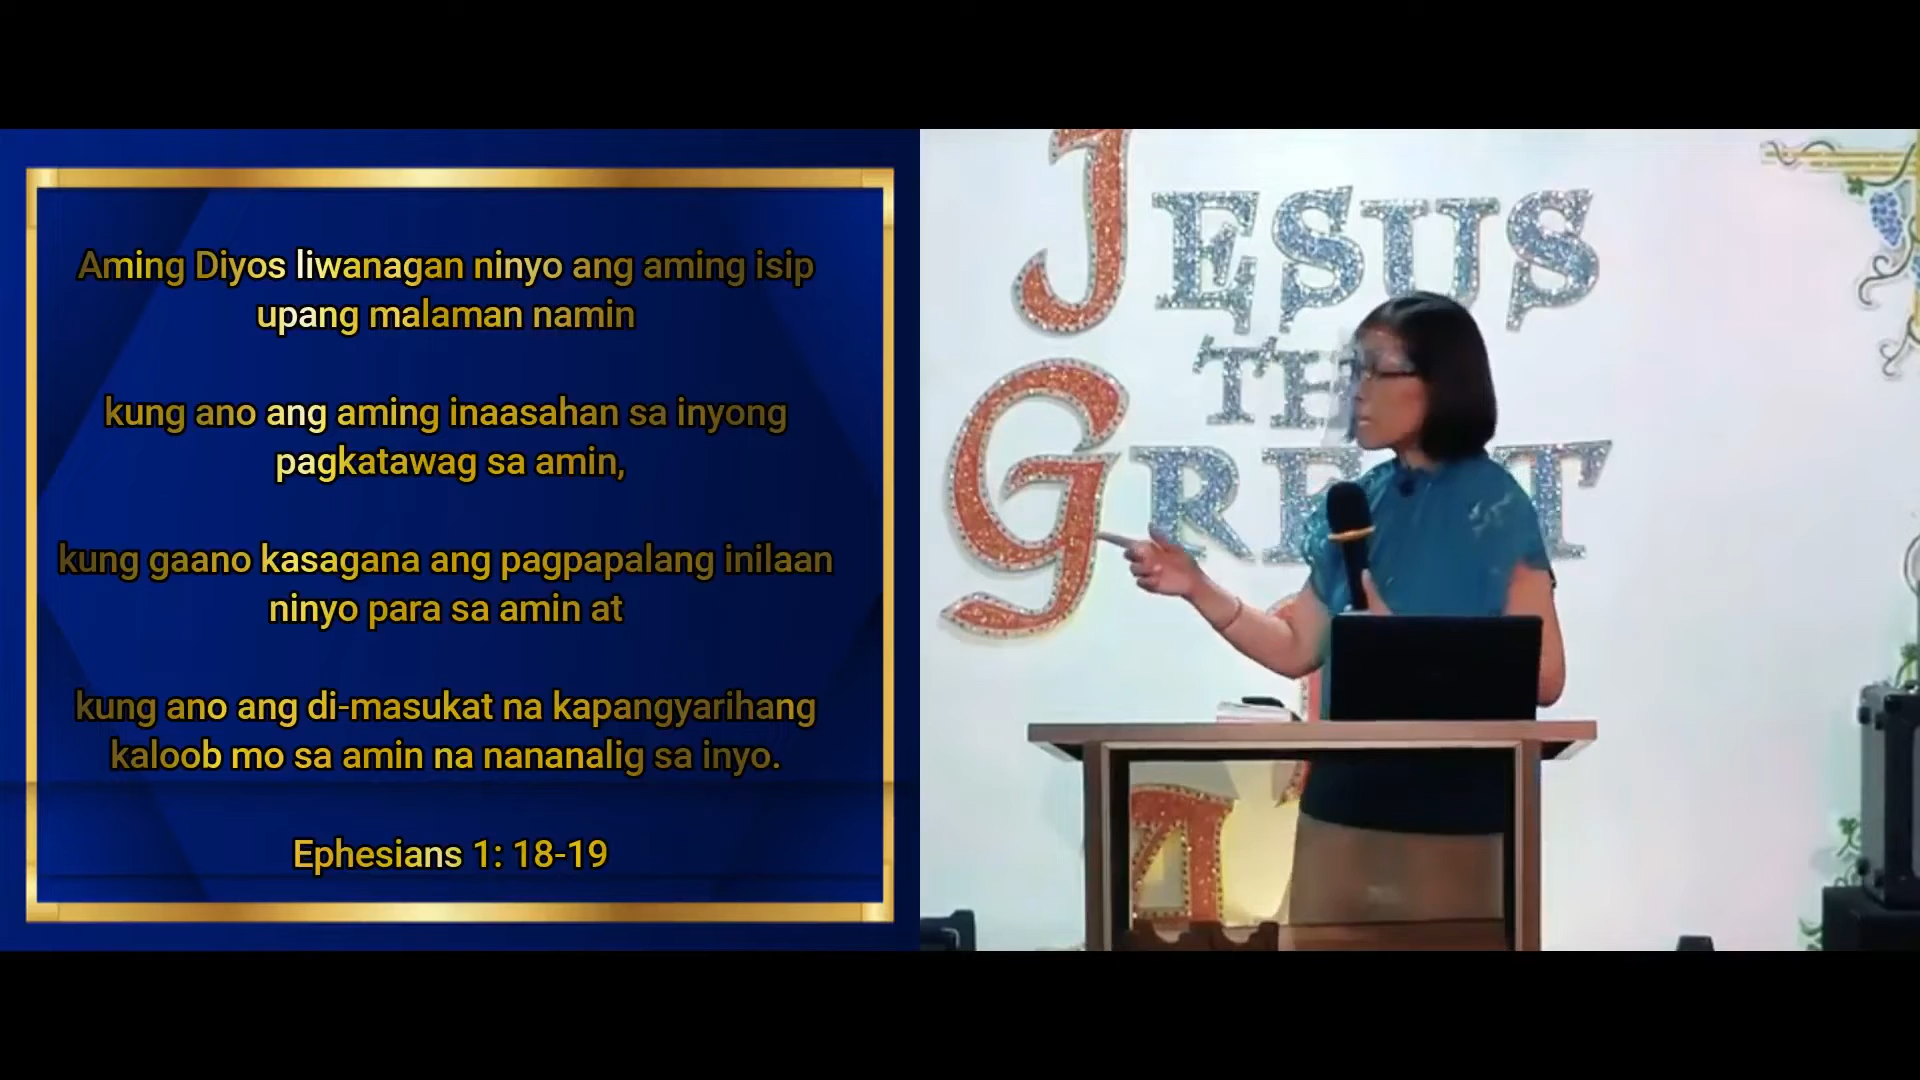 Aming Diyos liwanagan ninyo ang aming isip
upang malaman namin
kung ano ang aming inaasahan sa inyong
pagkatawag sa amin,
kung gaano kasagana ang pagpapalang inilaan
ninyo para sa amin at
kung ano ang di-masukat na kapangyarihang
kaloob mo sa amin na nananalig sa inyo.
Ephesians 1: 18-19
JESUS
THE
GREAT